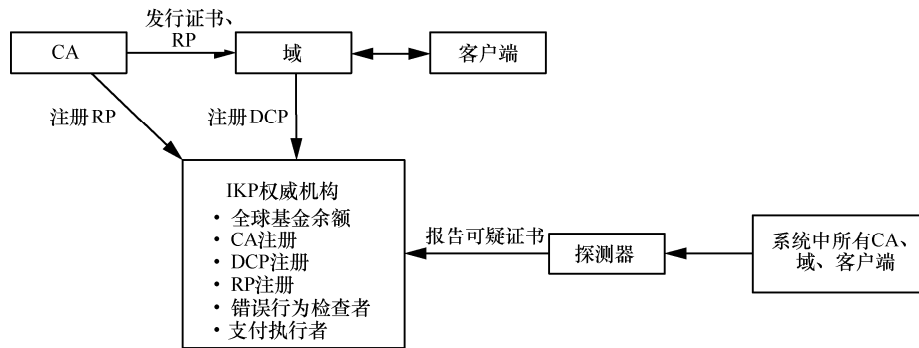 发行证书、
RP
CA
域
客户端
注册RP
注册DCP
IKP权威机构
• 全球基金余额
• CA注册
• DCP注册
• RP注册
• 错误行为检查者
• 支付执行者
报告可疑证书
探测器
系统中所有CA、
域、客户端